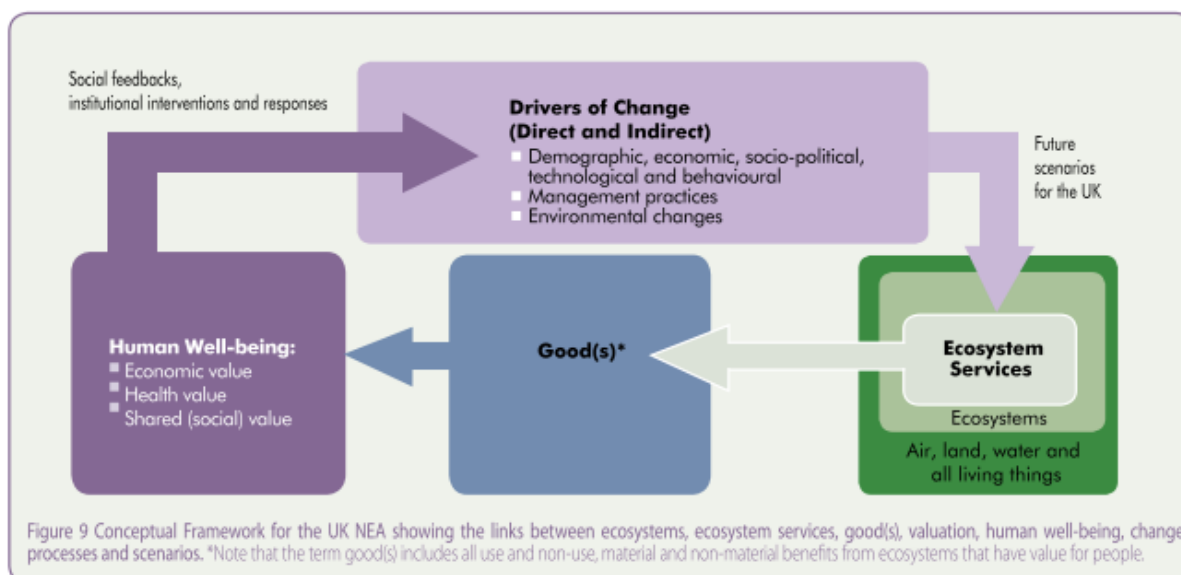 Social feedbacks,
institutional interventions and responses
Drivers of Change
(Direct and Indirect)
Demographic, economic, socio-political,
technological and behavioural
Management practices
Environmental changes
Future
scenarios
for the UK
Human Well-being:
Economic value
Health value
Shared (social) value
Good(s)*
Ecosystem
Services
Ecosystems
Air, land, water and
all living things
Figure 9 Conceptual Framework for the UK NEA showing the links between ecosystems, ecosystem services, good(s), valuation, human well-being, change
processes and scenarios. *Note that the term good(s) includes all use and non-use, material and non-material benefits from ecosystems that have value for people.